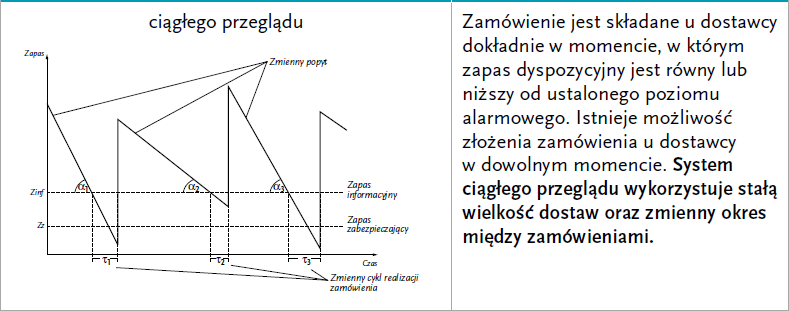 ciągłego przeglądu
Zapas
Zmienny popyt
α1
α2
α3
Zinf
Zapas
informacyjny
Zz
Zapas
zabezpieczający
τ1
τ2
τ3
Czas
Zmienny cykl realizacji
zamówienia
Zamówienie jest składane u dostawcy
dokładnie w momencie, w którym
zapas dyspozycyjny jest równy lub
niższy od ustalonego poziomu
alarmowego. Istnieje możliwość
złożenia zamówienia u dostawcy
w dowolnym momencie. System
ciągłego przeglądu wykorzystuje stałą
wielkość dostaw oraz zmienny okres
między zamówieniami.